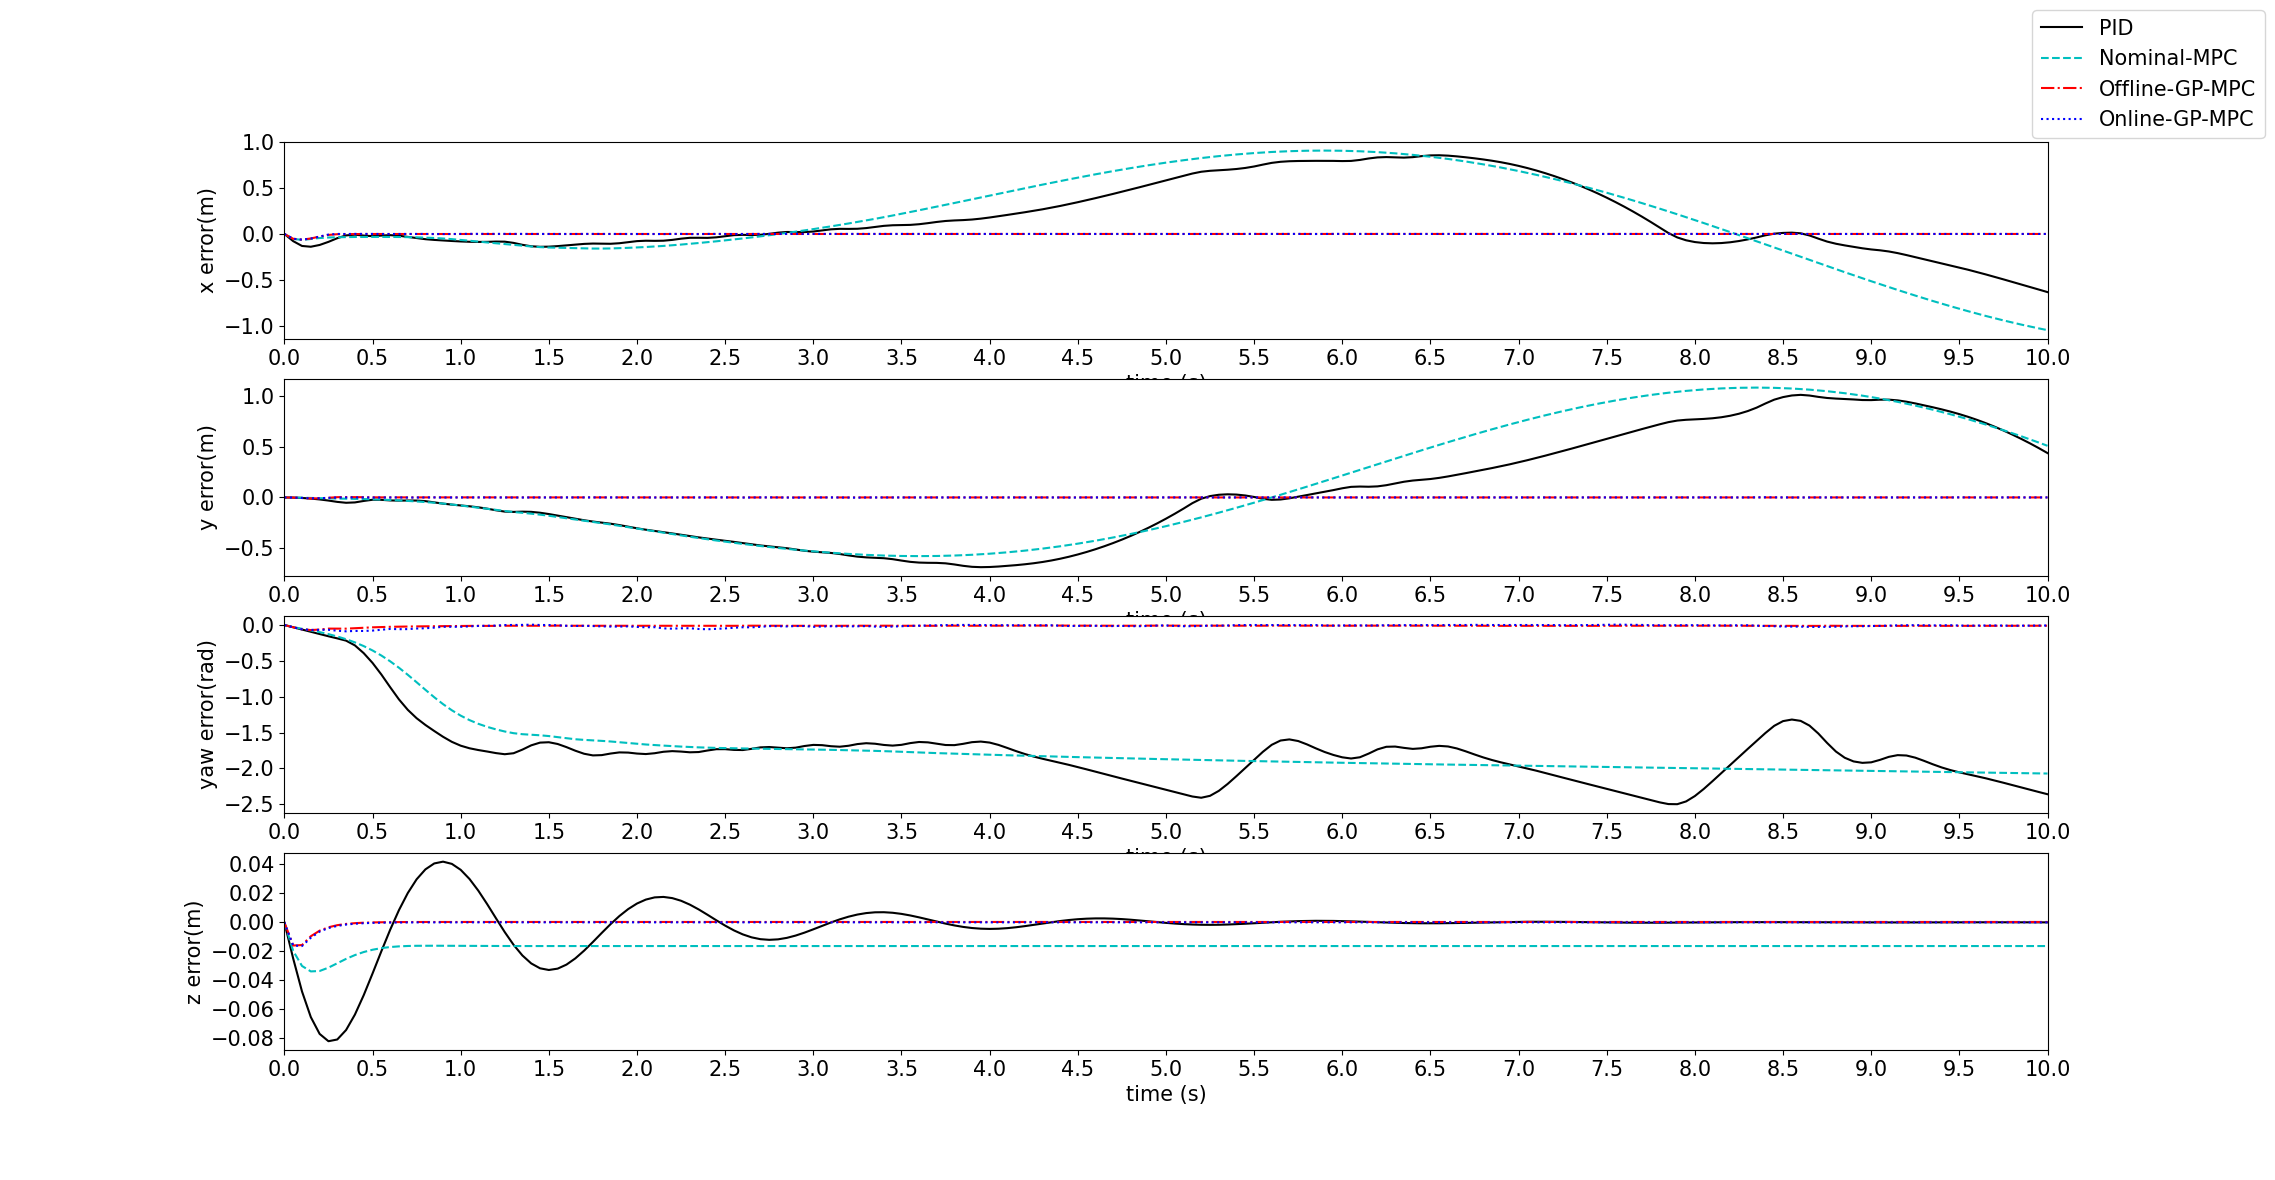 PID
Nominal-MPC
Offline-GP-MPC
Online-GP-MPC
x error(m)
1.0
0.5
0.0
−0.5
−1.0
0.0 0.5 1.0 1.5 2.0 2.5 3.0 3.5 4.0 4.5 5.0 5.5 6.0 6.5 7.0 7.5 8.0 8.5 9.0 9.5 10.0
time (s)
y error(m)
1.0
0.5
0.0
−0.5
0.0 0.5 1.0 1.5 2.0 2.5 3.0 3.5 4.0 4.5 5.0 5.5 6.0 6.5 7.0 7.5 8.0 8.5 9.0 9.5 10.0
time (s)
yaw error(rad)
0.0
−0.5
−1.0
−1.5
−2.0
−2.5
0.0 0.5 1.0 1.5 2.0 2.5 3.0 3.5 4.0 4.5 5.0 5.5 6.0 6.5 7.0 7.5 8.0 8.5 9.0 9.5 10.0
time (s)
z error(m)
0.04
0.02
0.00
−0.02
−0.04
−0.06
−0.08
0.0 0.5 1.0 1.5 2.0 2.5 3.0 3.5 4.0 4.5 5.0 5.5 6.0 6.5 7.0 7.5 8.0 8.5 9.0 9.5 10.0
time (s)